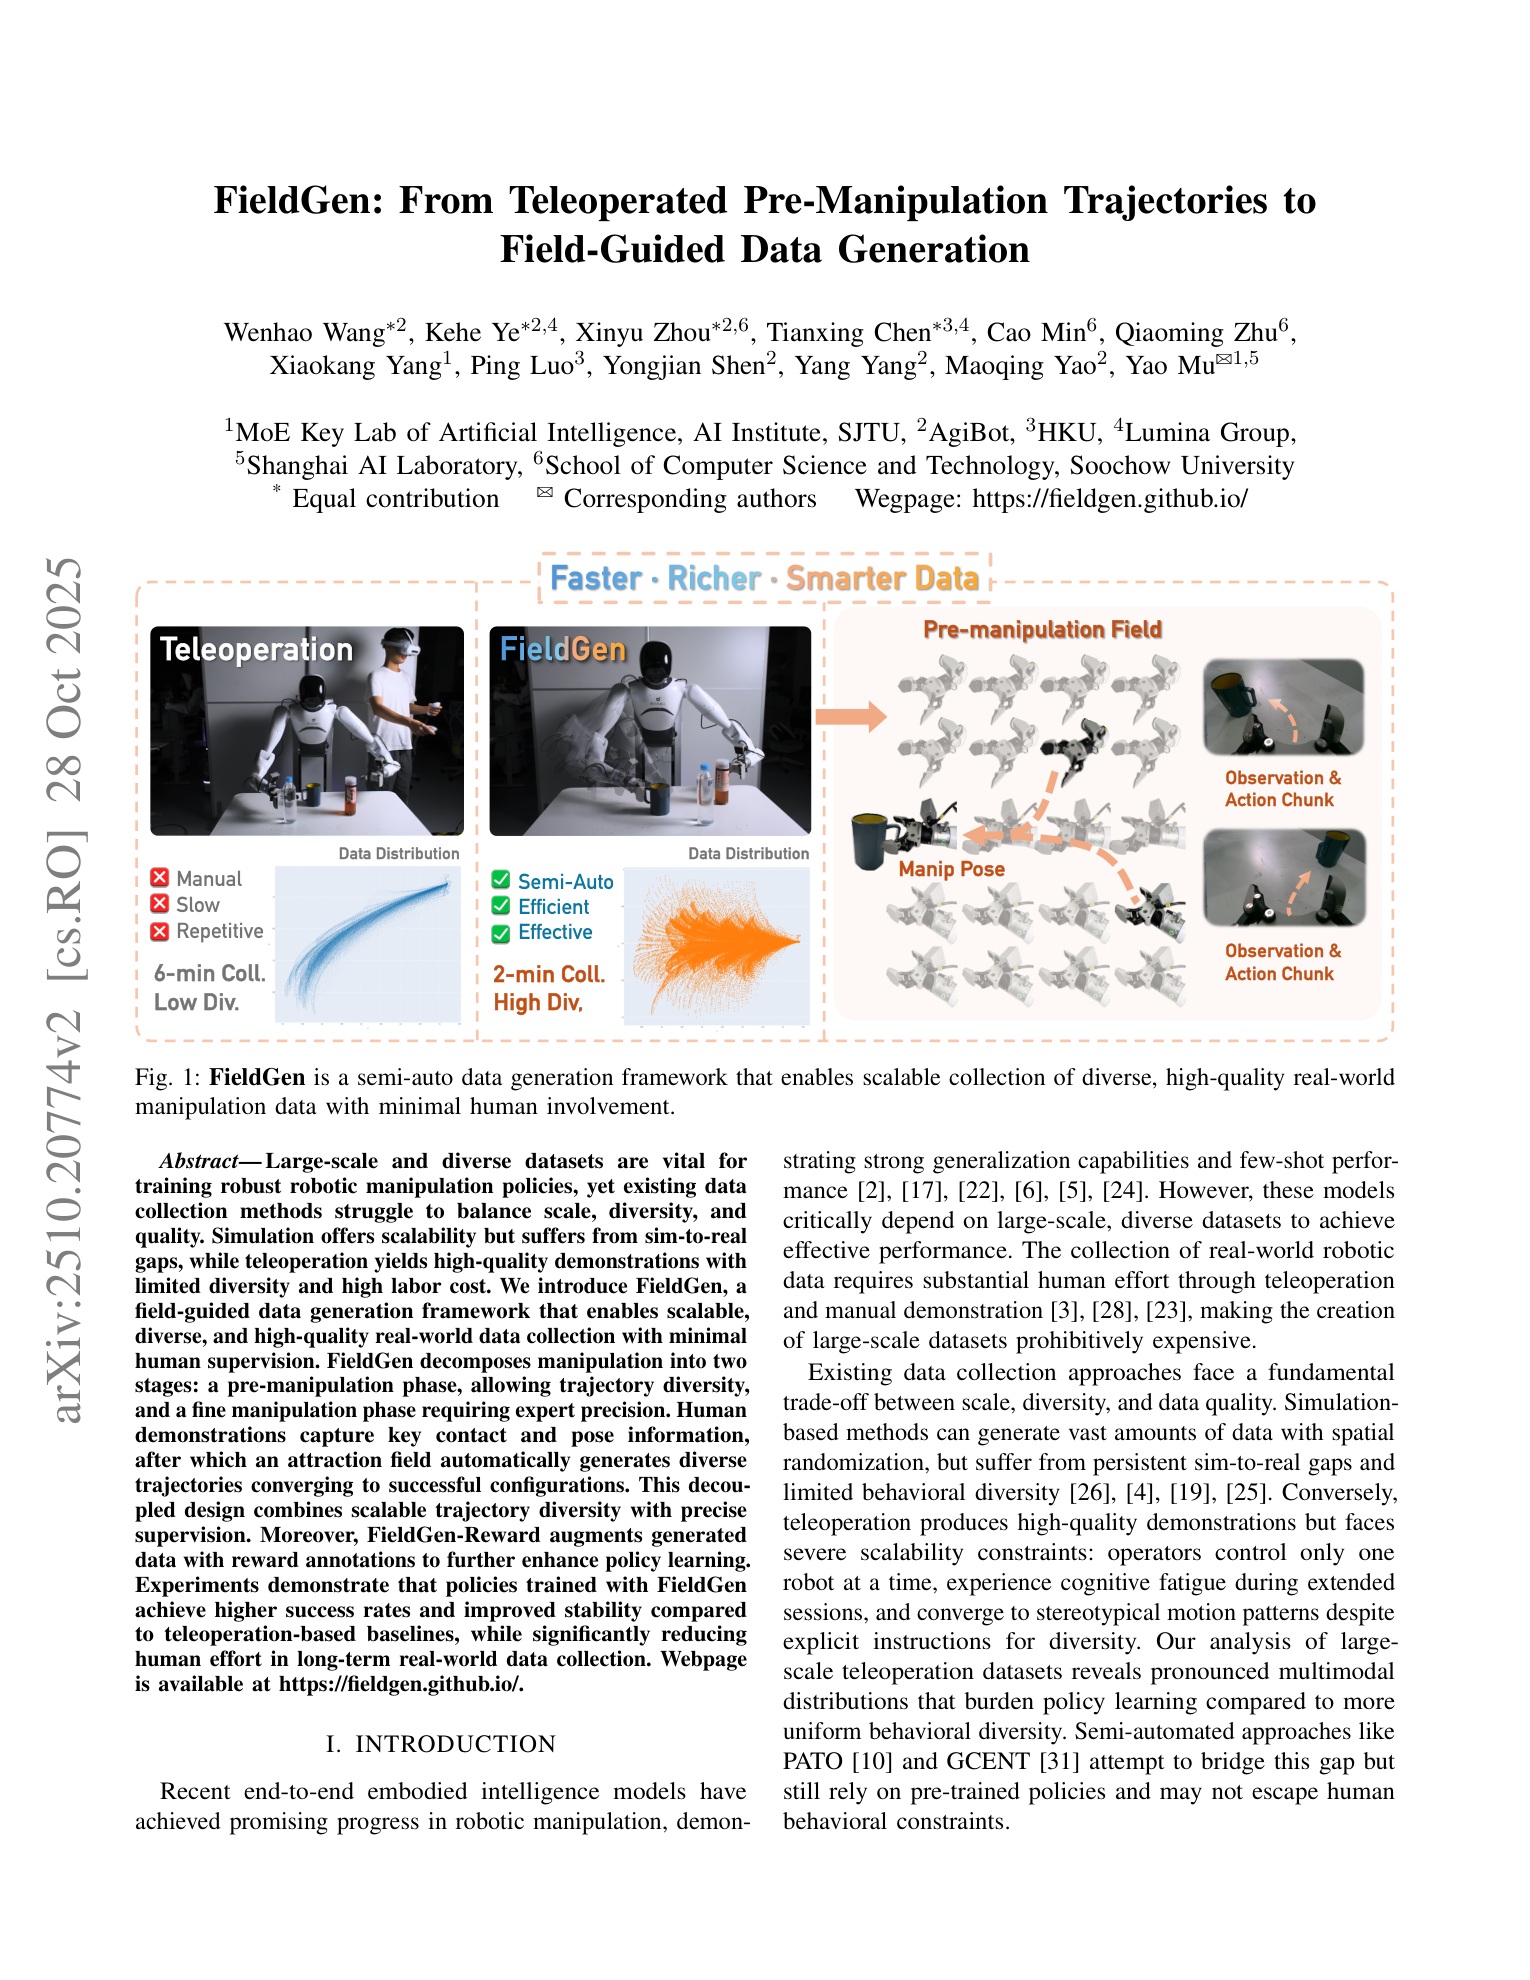 FieldGen: From Teleoperated Pre-Manipulation Trajectories to
Field-Guided Data Generation
Wenhao Wang*2, Kehe Ye*2,4, Xinyu Zhou*2,6, Tianxing Chen*3,4, Cao Min6, Qiaoming Zhu6,
Xiaokang Yang1, Ping Luo3, Yongjian Shen2, Yang Yang2, Maoqing Yao2, Yao Mu✉1,5
1MoE Key Lab of Artificial Intelligence, AI Institute, SJTU, 2AgiBot, 3HKU, 4Lumina Group,
5Shanghai AI Laboratory, 6School of Computer Science and Technology, Soochow University
* Equal contribution ✉ Corresponding authors Wegpage: https://fieldgen.github.io/
arXiv:2510.20774v2 [cs.RO] 28 Oct 2025
Faster · Richer · Smarter Data
Teleoperation
Data Distribution
Manual
Slow
Repetitive
6-min Coll.
Low Div.
FieldGen
Data Distribution
Semi-Auto
Efficient
Effective
2-min Coll.
High Div,
Pre-manipulation Field
Manip Pose
Observation &
Action Chunk
Observation &
Action Chunk
Fig. 1: FieldGen is a semi-auto data generation framework that enables scalable collection of diverse, high-quality real-world
manipulation data with minimal human involvement.
Abstract— Large-scale and diverse datasets are vital for
training robust robotic manipulation policies, yet existing data
collection methods struggle to balance scale, diversity, and
quality. Simulation offers scalability but suffers from sim-to-real
gaps, while teleoperation yields high-quality demonstrations with
limited diversity and high labor cost. We introduce FieldGen, a
field-guided data generation framework that enables scalable,
diverse, and high-quality real-world data collection with minimal
human supervision. FieldGen decomposes manipulation into two
stages: a pre-manipulation phase, allowing trajectory diversity,
and a fine manipulation phase requiring expert precision. Human
demonstrations capture key contact and pose information,
after which an attraction field automatically generates diverse
trajectories converging to successful configurations. This decou-
pled design combines scalable trajectory diversity with precise
supervision. Moreover, FieldGen-Reward augments generated
data with reward annotations to further enhance policy learning.
Experiments demonstrate that policies trained with FieldGen
achieve higher success rates and improved stability compared
to teleoperation-based baselines, while significantly reducing
human effort in long-term real-world data collection. Webpage
is available at https://fieldgen.github.io/.
I. INTRODUCTION
Recent end-to-end embodied intelligence models have
achieved promising progress in robotic manipulation, demon-
strating strong generalization capabilities and few-shot perfor-
mance [2], [17], [22], [6], [5], [24]. However, these models
critically depend on large-scale, diverse datasets to achieve
effective performance. The collection of real-world robotic
data requires substantial human effort through teleoperation
and manual demonstration [3], [28], [23], making the creation
of large-scale datasets prohibitively expensive.
Existing data collection approaches face a fundamental
trade-off between scale, diversity, and data quality. Simulation-
based methods can generate vast amounts of data with spatial
randomization, but suffer from persistent sim-to-real gaps and
limited behavioral diversity [26], [4], [19], [25]. Conversely,
teleoperation produces high-quality demonstrations but faces
severe scalability constraints: operators control only one
robot at a time, experience cognitive fatigue during extended
sessions, and converge to stereotypical motion patterns despite
explicit instructions for diversity. Our analysis of large-
scale teleoperation datasets reveals pronounced multimodal
distributions that burden policy learning compared to more
uniform behavioral diversity. Semi-automated approaches like
PATO [10] and GCENT [31] attempt to bridge this gap but
still rely on pre-trained policies and may not escape human
behavioral constraints.